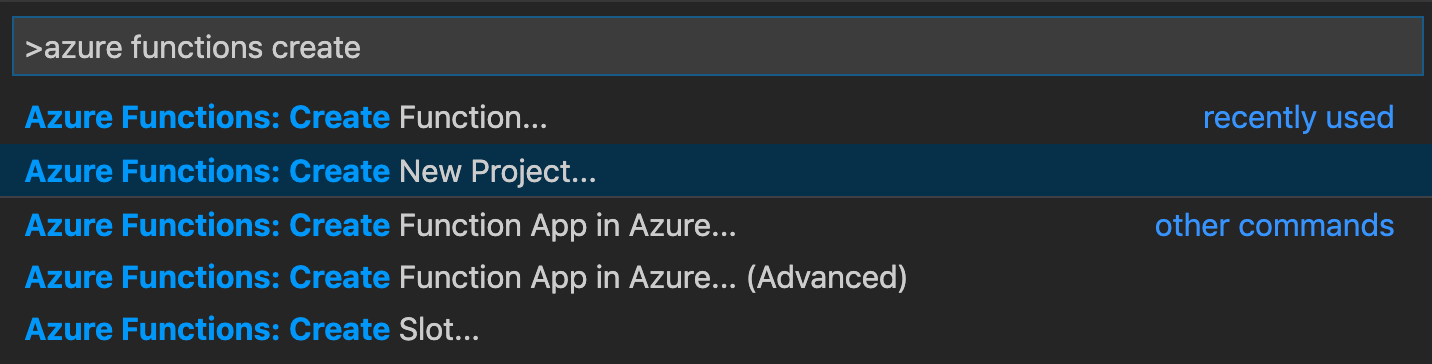 >azure functions create
Azure Functions: Create Function... recently used
Azure Functions: Create New Project...
Azure Functions: Create Function App in Azure... other commands
Azure Functions: Create Function App in Azure... (Advanced)
Azure Functions: Create Slot...